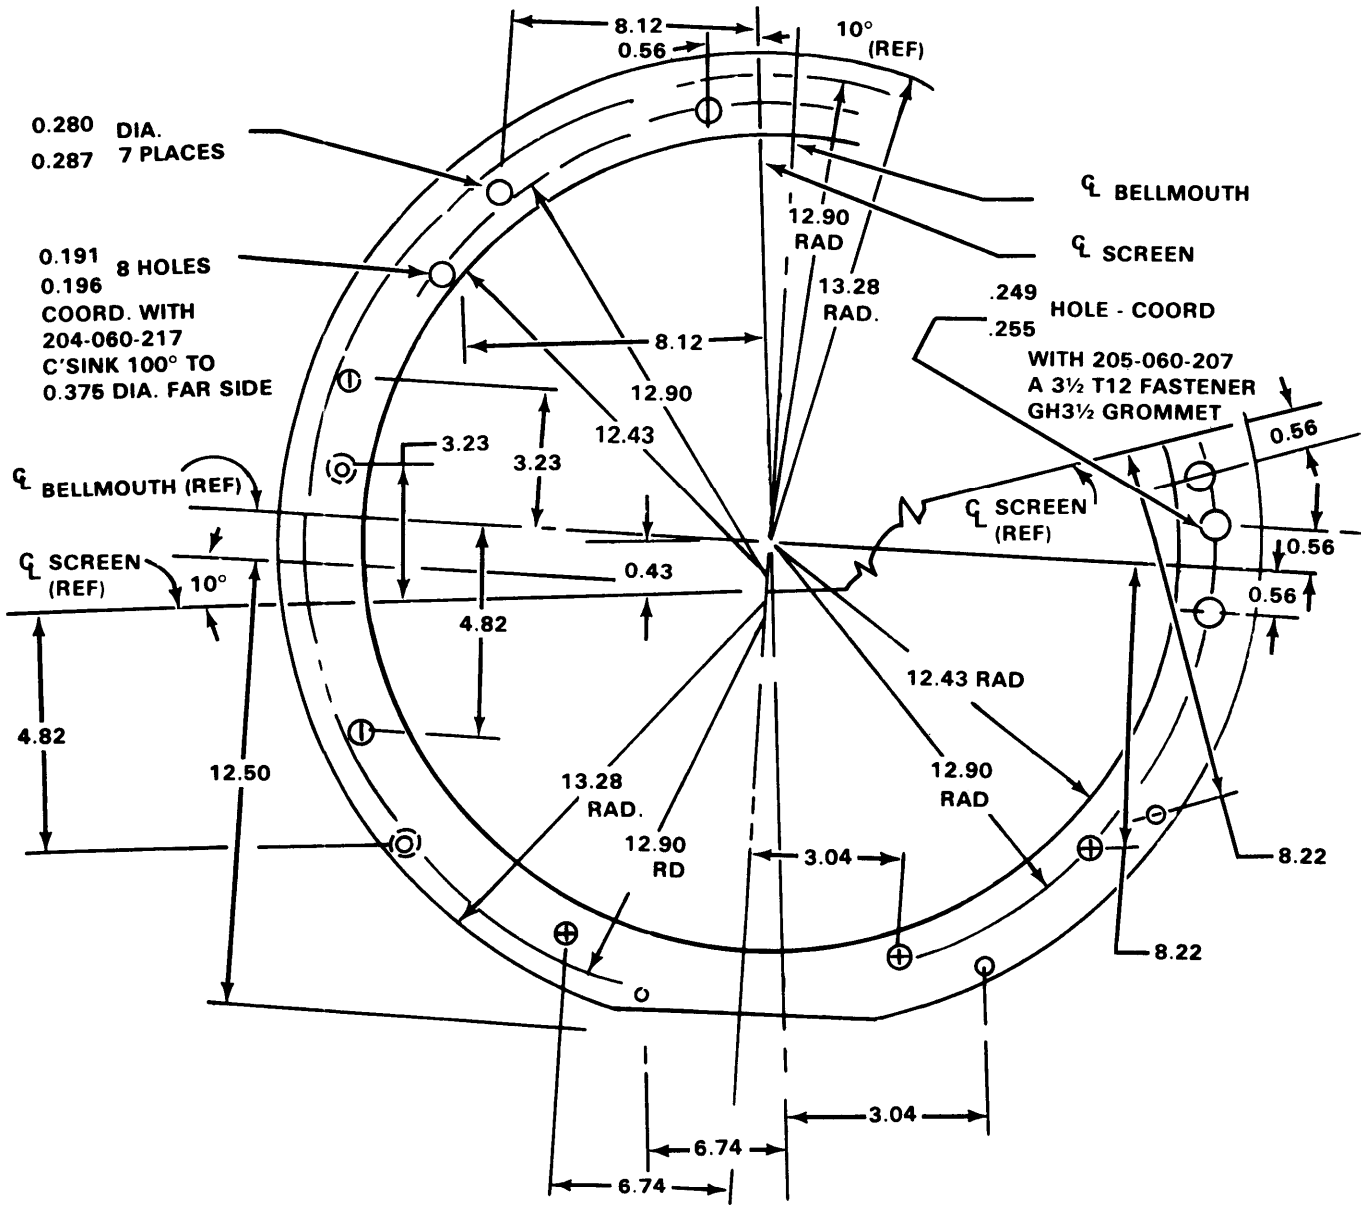 8.12
0.56
10°
(REF)
0.280 DIA.
0.287 7 PLACES
℄ BELLMOUTH
12.90
RAD
℄ SCREEN
0.191 8 HOLES
0.196
COORD. WITH
204-060-217
C'SINK 100° TO
0.375 DIA. FAR SIDE
13.28
RAD.
.249 HOLE - COORD
.255
WITH 205-060-207
A 3½ T12 FASTENER
GH3½ GROMMET
8.12
12.90
12.43
0.56
3.23
3.23
℄ BELLMOUTH (REF)
℄ SCREEN
(REF)
0.56
℄ SCREEN
(REF)
10°
0.43
0.56
4.82
12.43 RAD
4.82
12.50
13.28
RAD.
12.90
RAD
12.90
RD
3.04
8.22
8.22
3.04
6.74
6.74